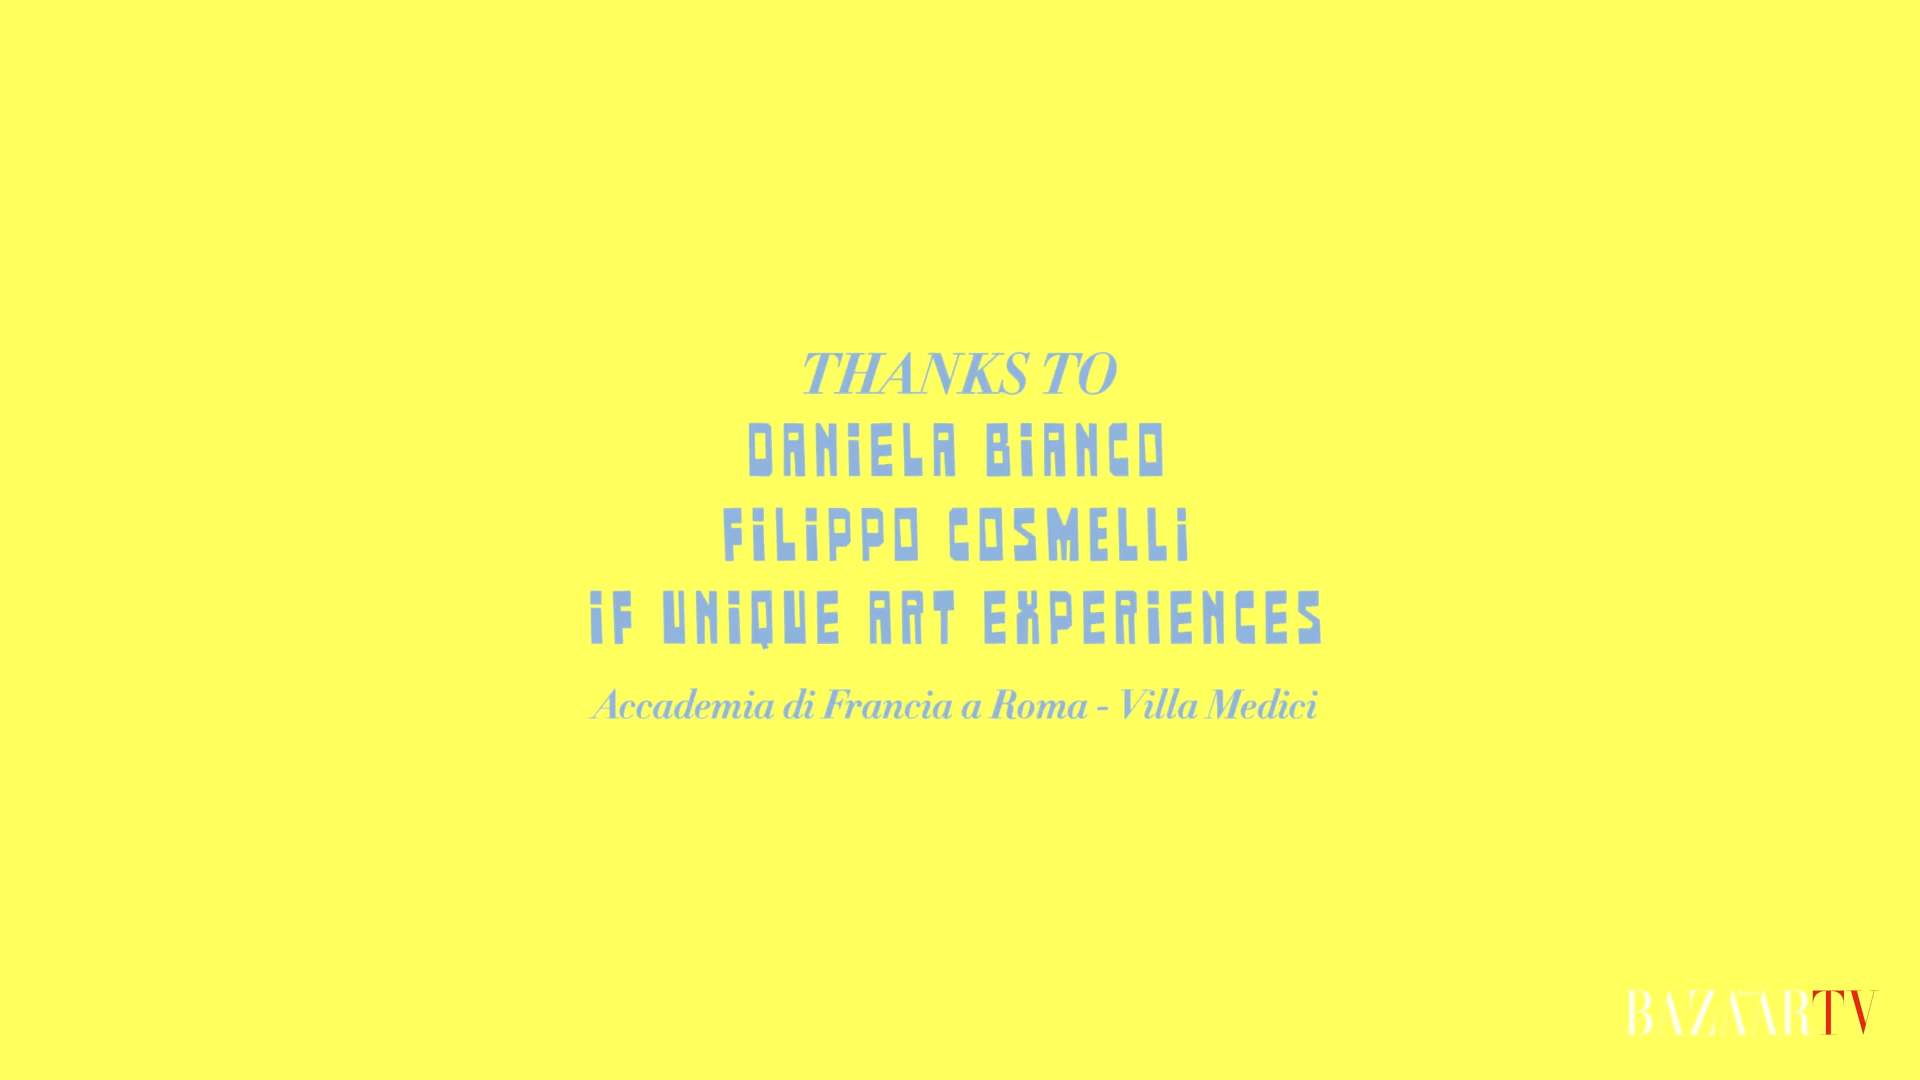 THANKS TO
DANiELA BiANCO
FiLiPPO COSMELLi
iF UNiQUE ART EXPERiENCES
Accademia di Francia a Roma - Villa Medici
BAZAARTV